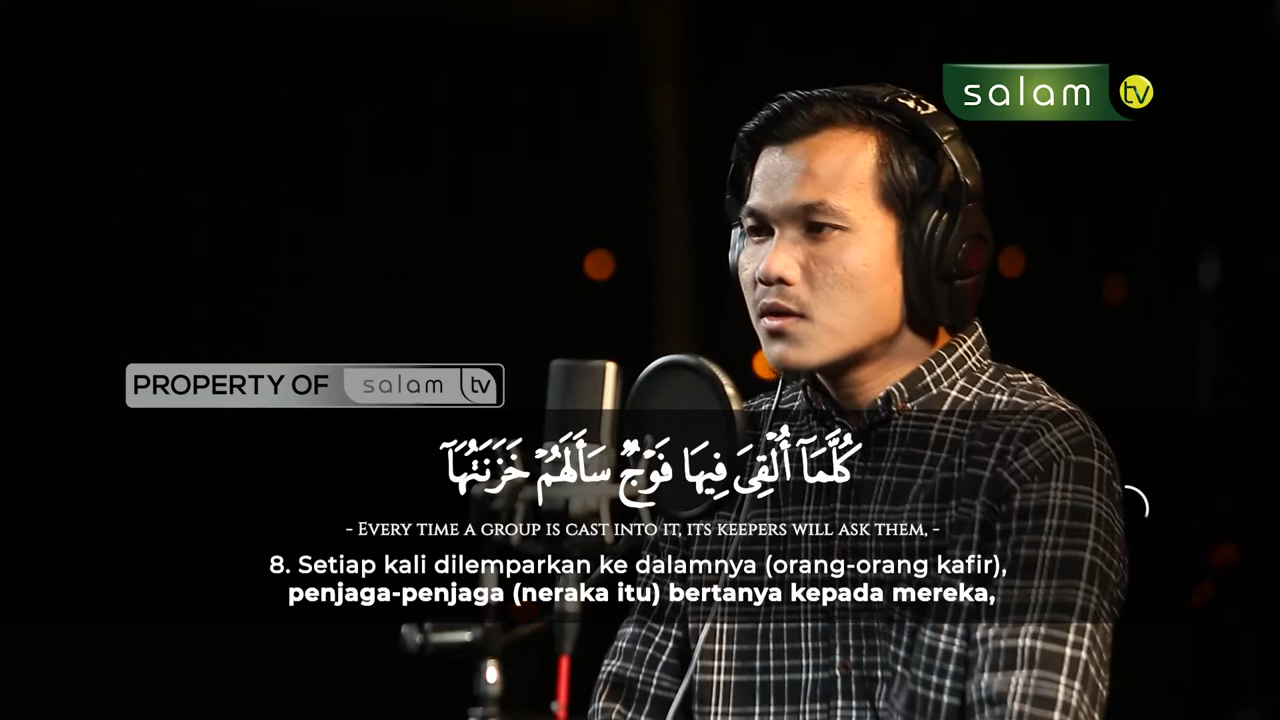 salam tv
PROPERTY OF salam tv
كُلَّمَآ أُلْقِىَ فِيهَا فَوْجٌ سَأَلَهُمْ خَزَنَتُهَآ
- EVERY TIME A GROUP IS CAST INTO IT, ITS KEEPERS WILL ASK THEM, -
8. Setiap kali dilemparkan ke dalamnya (orang-orang kafir),
penjaga-penjaga (neraka itu) bertanya kepada mereka,